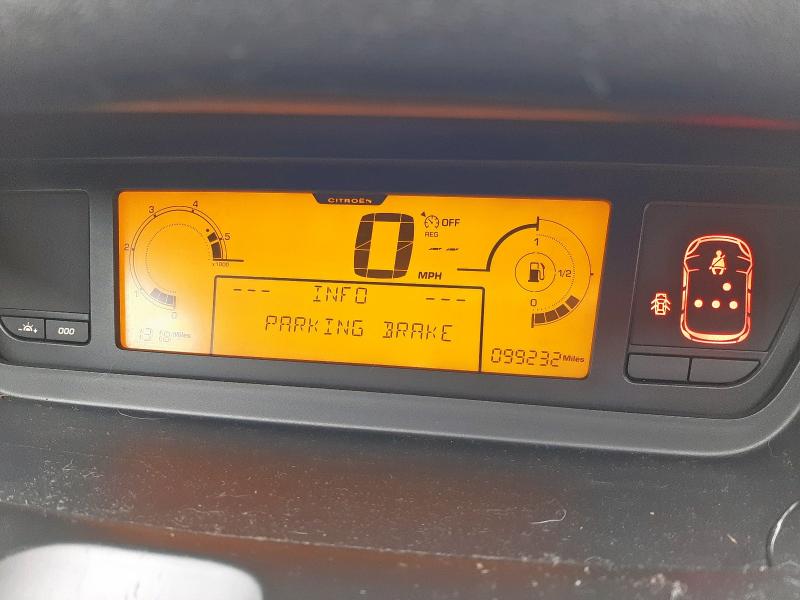 CITROËN
3 4
2 5
x1000
1 0
0 MPH
OFF
REG
-- --
--- INFO ---
PARKING BRAKE
1
1/2
0
Miles
099232 Miles
000